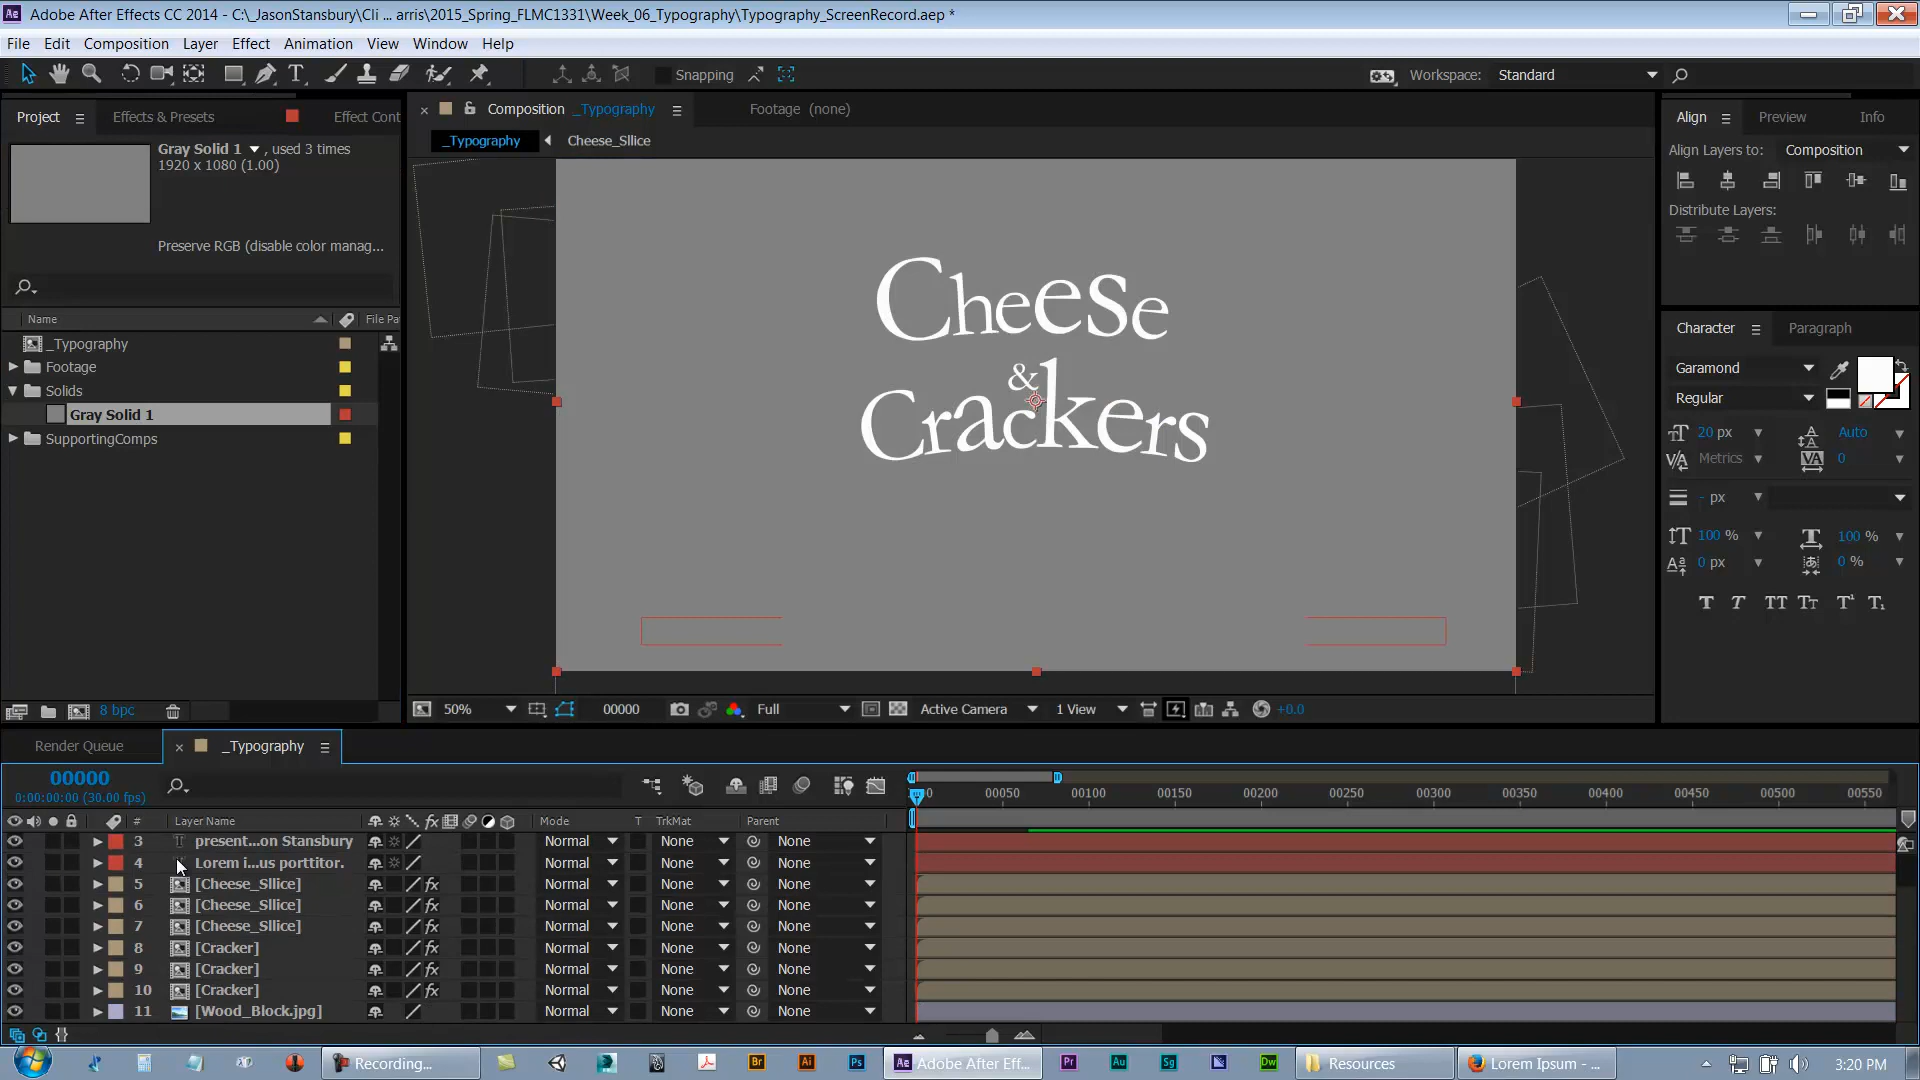 Adobe After Effects CC 2014 - C:\_JasonStansbury\Cli ... arris\2015_Spring_FLMC1331\Week_06_Typography\Typography_ScreenRecord.aep *
File Edit Composition Layer Effect Animation View Window Help
Snapping Workspace: Standard
Project Effects & Presets Effect Cont
Gray Solid 1 , used 3 times
1920 x 1080 (1.00)
Preserve RGB (disable color manag...
Name File Pa
_Typography
Footage
Solids
Gray Solid 1
SupportingComps
8 bpc
Composition _Typography Footage (none)
_Typography Cheese_Sllice
Cheese
&
Crackers
50% 00000 Full Active Camera 1 View +0.0
Align Preview Info
Align Layers to: Composition
Distribute Layers:
Character Paragraph
Garamond
Regular
20 px Auto
Metrics 0
- px
100 % 100 %
0 px 0 %
Render Queue _Typography
00000
0:00:00:00 (30.00 fps)
00050 00100 00150 00200 00250 00300 00350 00400 00450 00500 00550
# Layer Name Mode T TrkMat Parent
3 present...on Stansbury Normal None None
4 Lorem i...us porttitor. Normal None None
5 [Cheese_Sllice] Normal None None
6 [Cheese_Sllice] Normal None None
7 [Cheese_Sllice] Normal None None
8 [Cracker] Normal None None
9 [Cracker] Normal None None
10 [Cracker] Normal None None
11 [Wood_Block.jpg] Normal None None
Recording... Br Ai Ps Ae Adobe After Eff... Pr Au Sg Dw Resources Lorem Ipsum - ... 3:20 PM